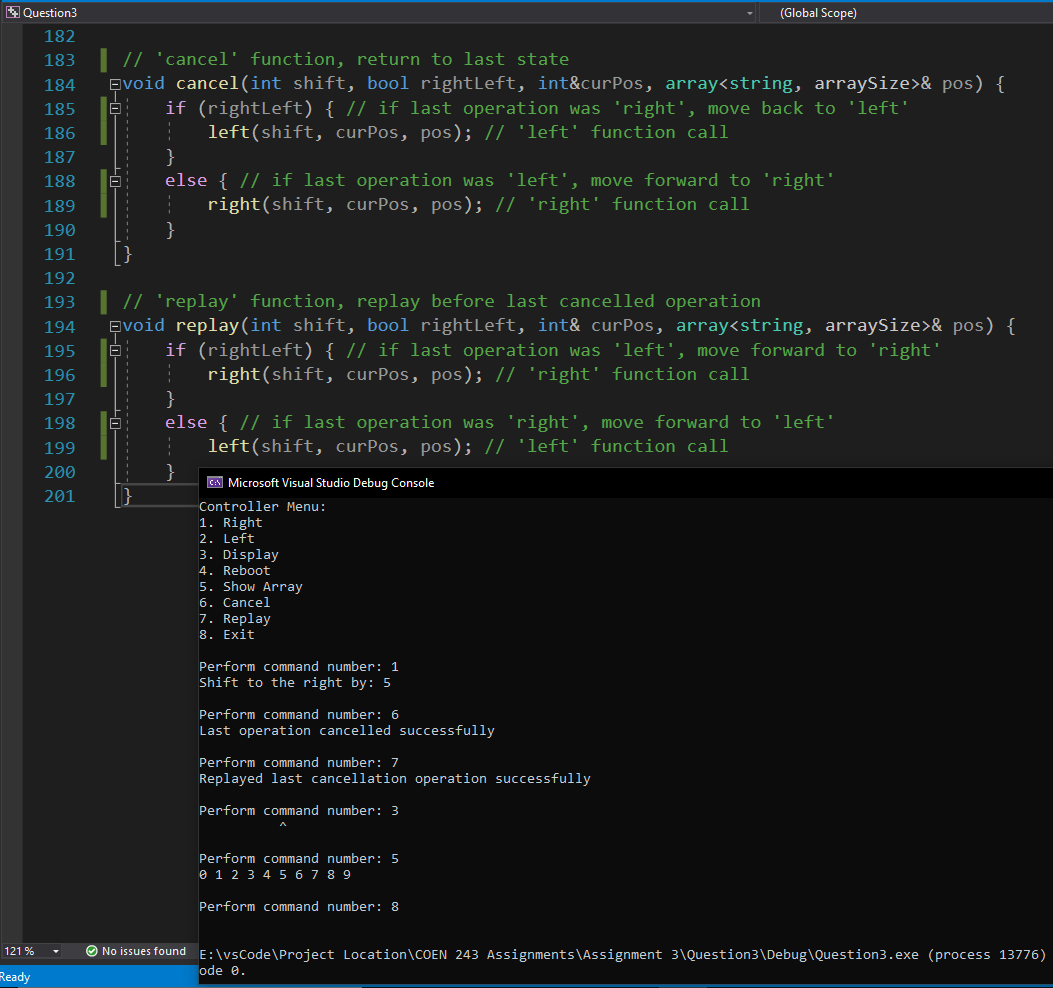 Question3 (Global Scope)
182
183 // 'cancel' function, return to last state
184 void cancel(int shift, bool rightLeft, int&curPos, array<string, arraySize>& pos) {
185 if (rightLeft) { // if last operation was 'right', move back to 'left'
186 left(shift, curPos, pos); // 'left' function call
187 }
188 else { // if last operation was 'left', move forward to 'right'
189 right(shift, curPos, pos); // 'right' function call
190 }
191 }
192
193 // 'replay' function, replay before last cancelled operation
194 void replay(int shift, bool rightLeft, int& curPos, array<string, arraySize>& pos) {
195 if (rightLeft) { // if last operation was 'left', move forward to 'right'
196 right(shift, curPos, pos); // 'right' function call
197 }
198 else { // if last operation was 'right', move forward to 'left'
199 left(shift, curPos, pos); // 'left' function call
200 }
201 }
Microsoft Visual Studio Debug Console
Controller Menu:
1. Right
2. Left
3. Display
4. Reboot
5. Show Array
6. Cancel
7. Replay
8. Exit
Perform command number: 1
Shift to the right by: 5
Perform command number: 6
Last operation cancelled successfully
Perform command number: 7
Replayed last cancellation operation successfully
Perform command number: 3
^
Perform command number: 5
0 1 2 3 4 5 6 7 8 9
Perform command number: 8
E:\vsCode\Project Location\COEN 243 Assignments\Assignment 3\Question3\Debug\Question3.exe (process 13776)
ode 0.
121 % No issues found
Ready